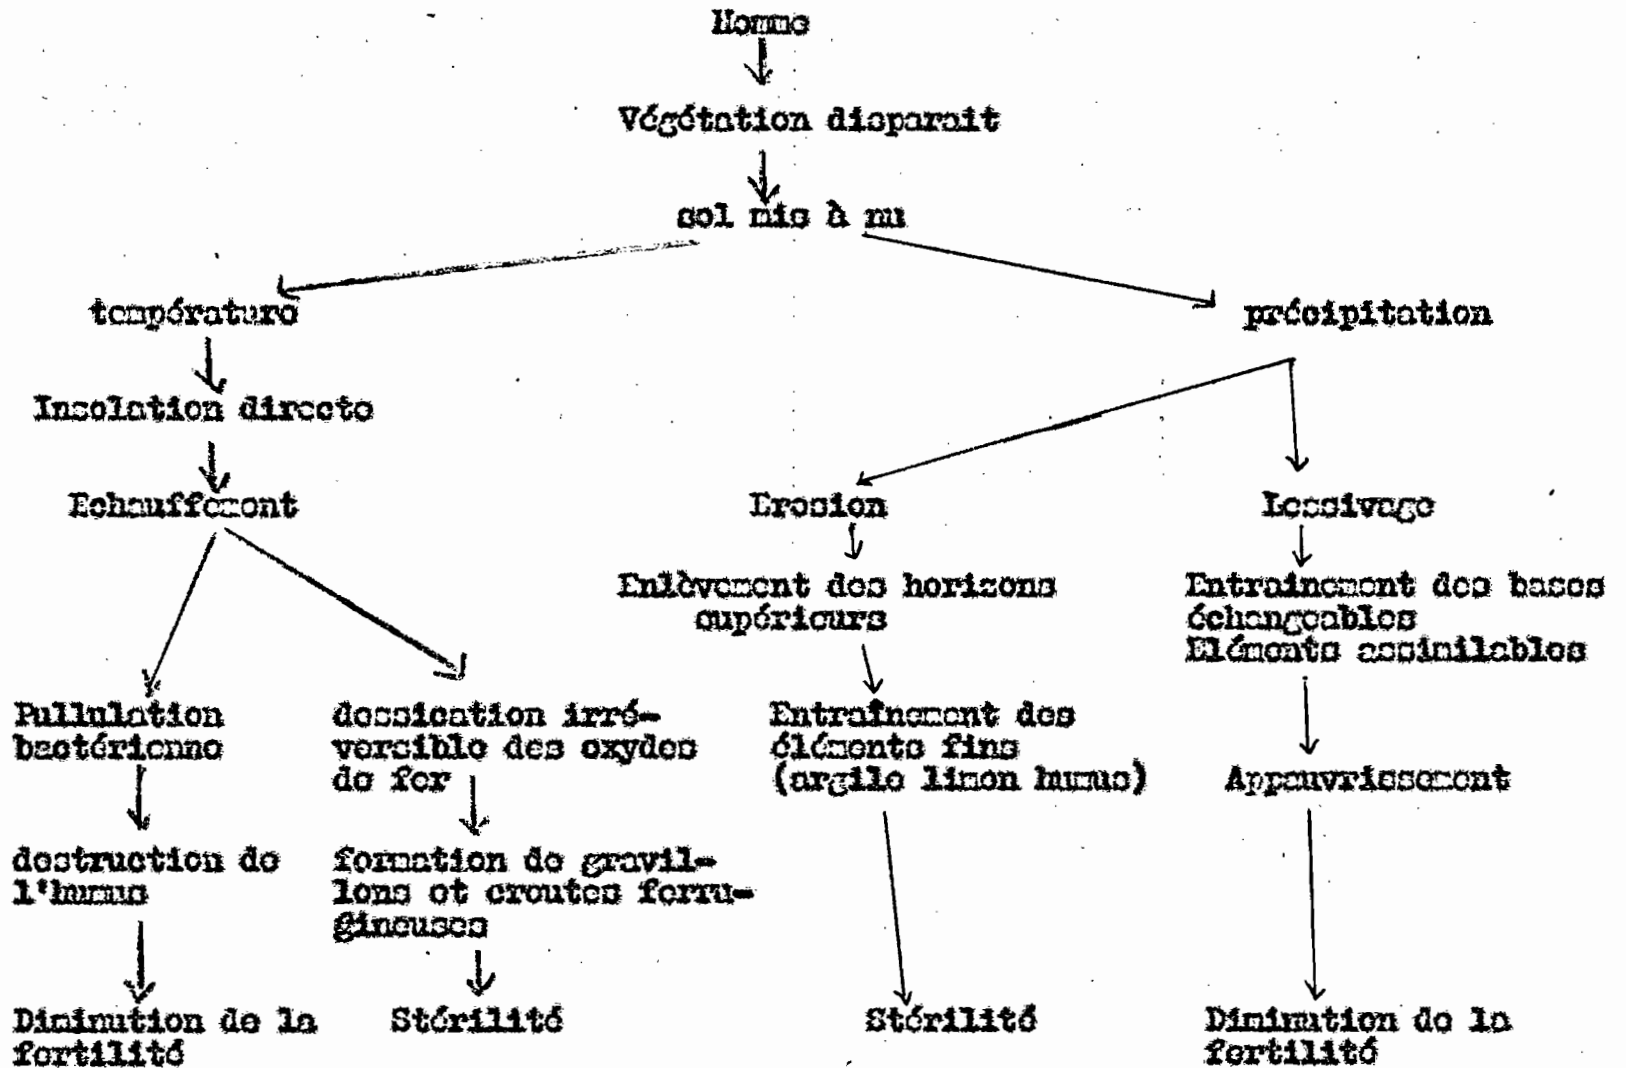 Homme
Végétation disparait
sol mis à nu
température
précipitation
Insolation directe
Echauffement
Erosion
Lessivage
Enlèvement des horizons
supérieurs
Entrainement des bases
échangeables
Eléments assimilables
Pullulation
bactérienne
dessication irré-
versible des oxydes
de fer
Entraînement des
éléments fins
(argile limon humus)
Appauvrissement
destruction de
l'humus
formation de gravil-
lons et croutes ferru-
gineuses
Diminution de la
fertilité
Stérilité
Stérilité
Diminution de la
fertilité